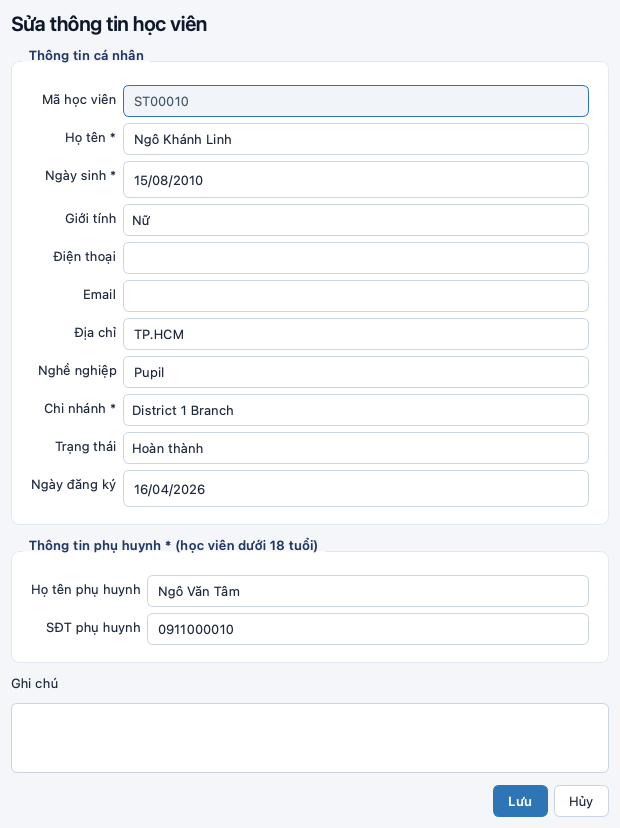 Sửa thông tin học viên
Thông tin cá nhân
Mã học viên ST00010
Họ tên * Ngô Khánh Linh
Ngày sinh * 15/08/2010
Giới tính Nữ
Điện thoại
Email
Địa chỉ TP.HCM
Nghề nghiệp Pupil
Chi nhánh * District 1 Branch
Trạng thái Hoàn thành
Ngày đăng ký 16/04/2026
Thông tin phụ huynh * (học viên dưới 18 tuổi)
Họ tên phụ huynh Ngô Văn Tâm
SĐT phụ huynh 0911000010
Ghi chú
Lưu Hủy